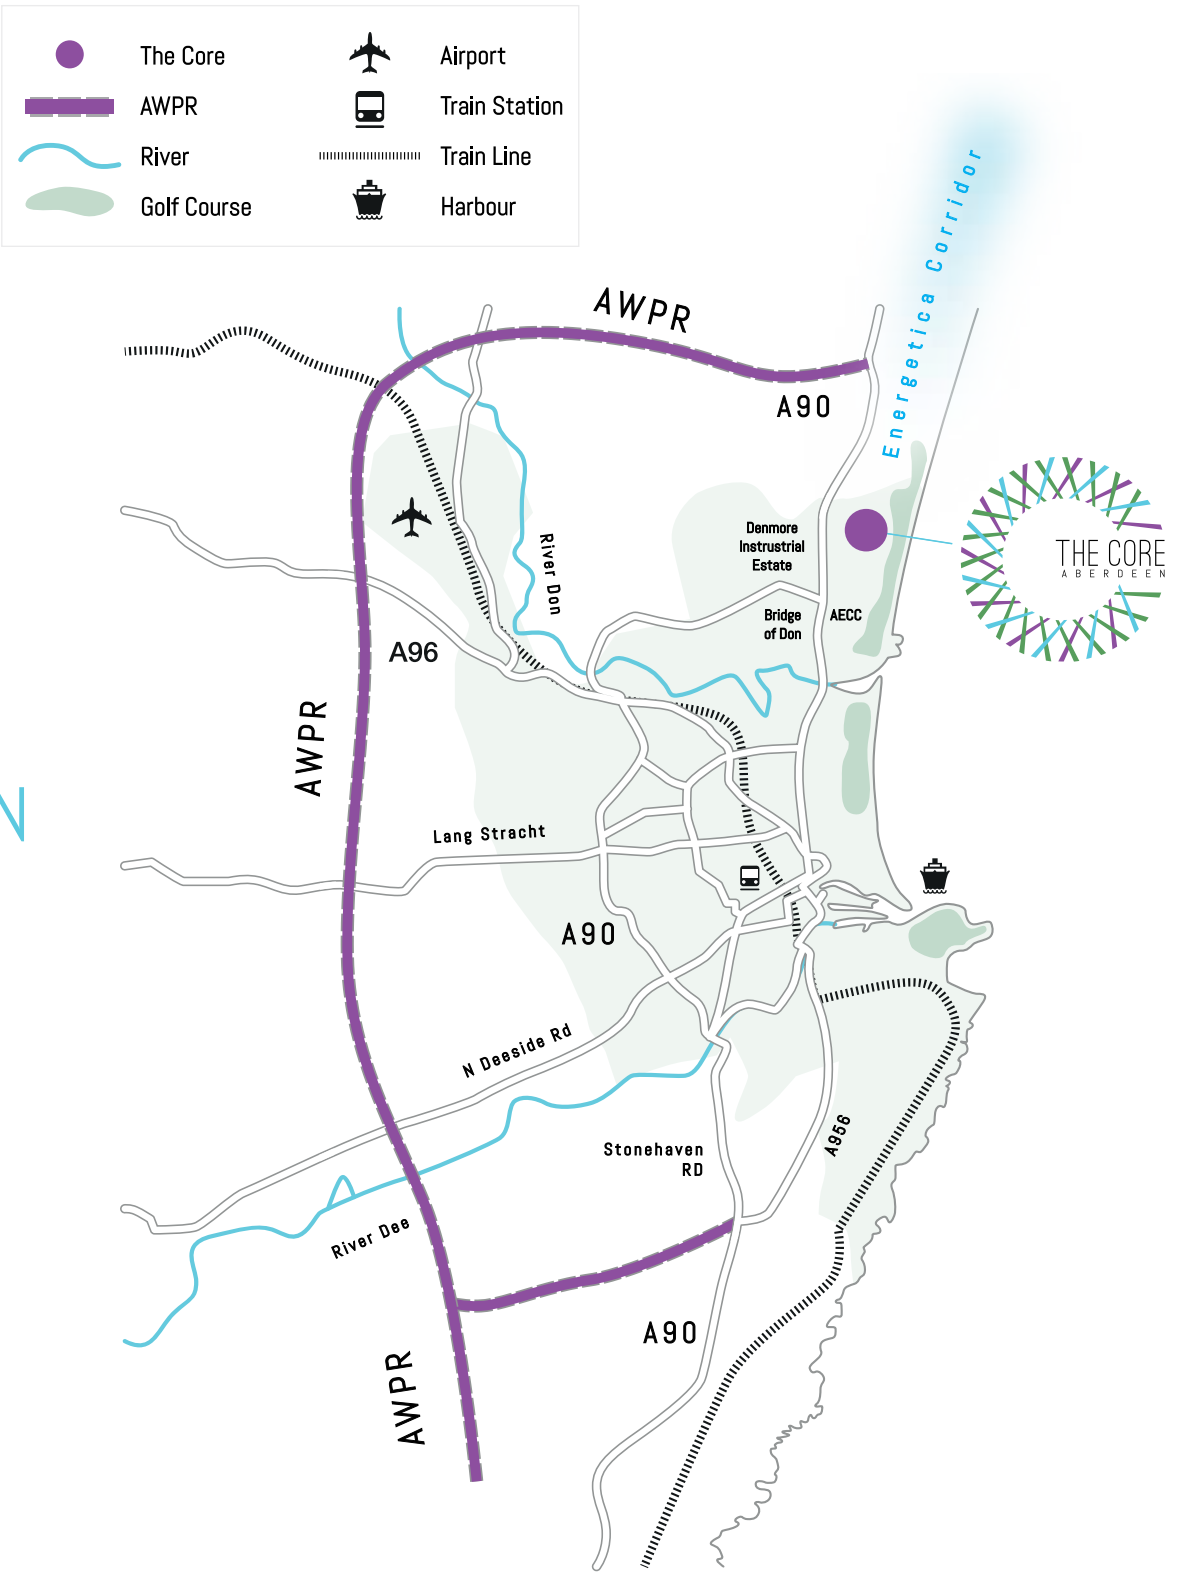 The Core
Airport
AWPR
Train Station
River
Train Line
Golf Course
Harbour
Energetica Corridor
AWPR
A90
THE CORE
ABERDEEN
Denmore
Instrustrial
Estate
River Don
Bridge
of Don
AECC
A96
AWPR
N
Lang Stracht
A90
N Deeside Rd
A956
Stonehaven
RD
River Dee
A90
AWPR